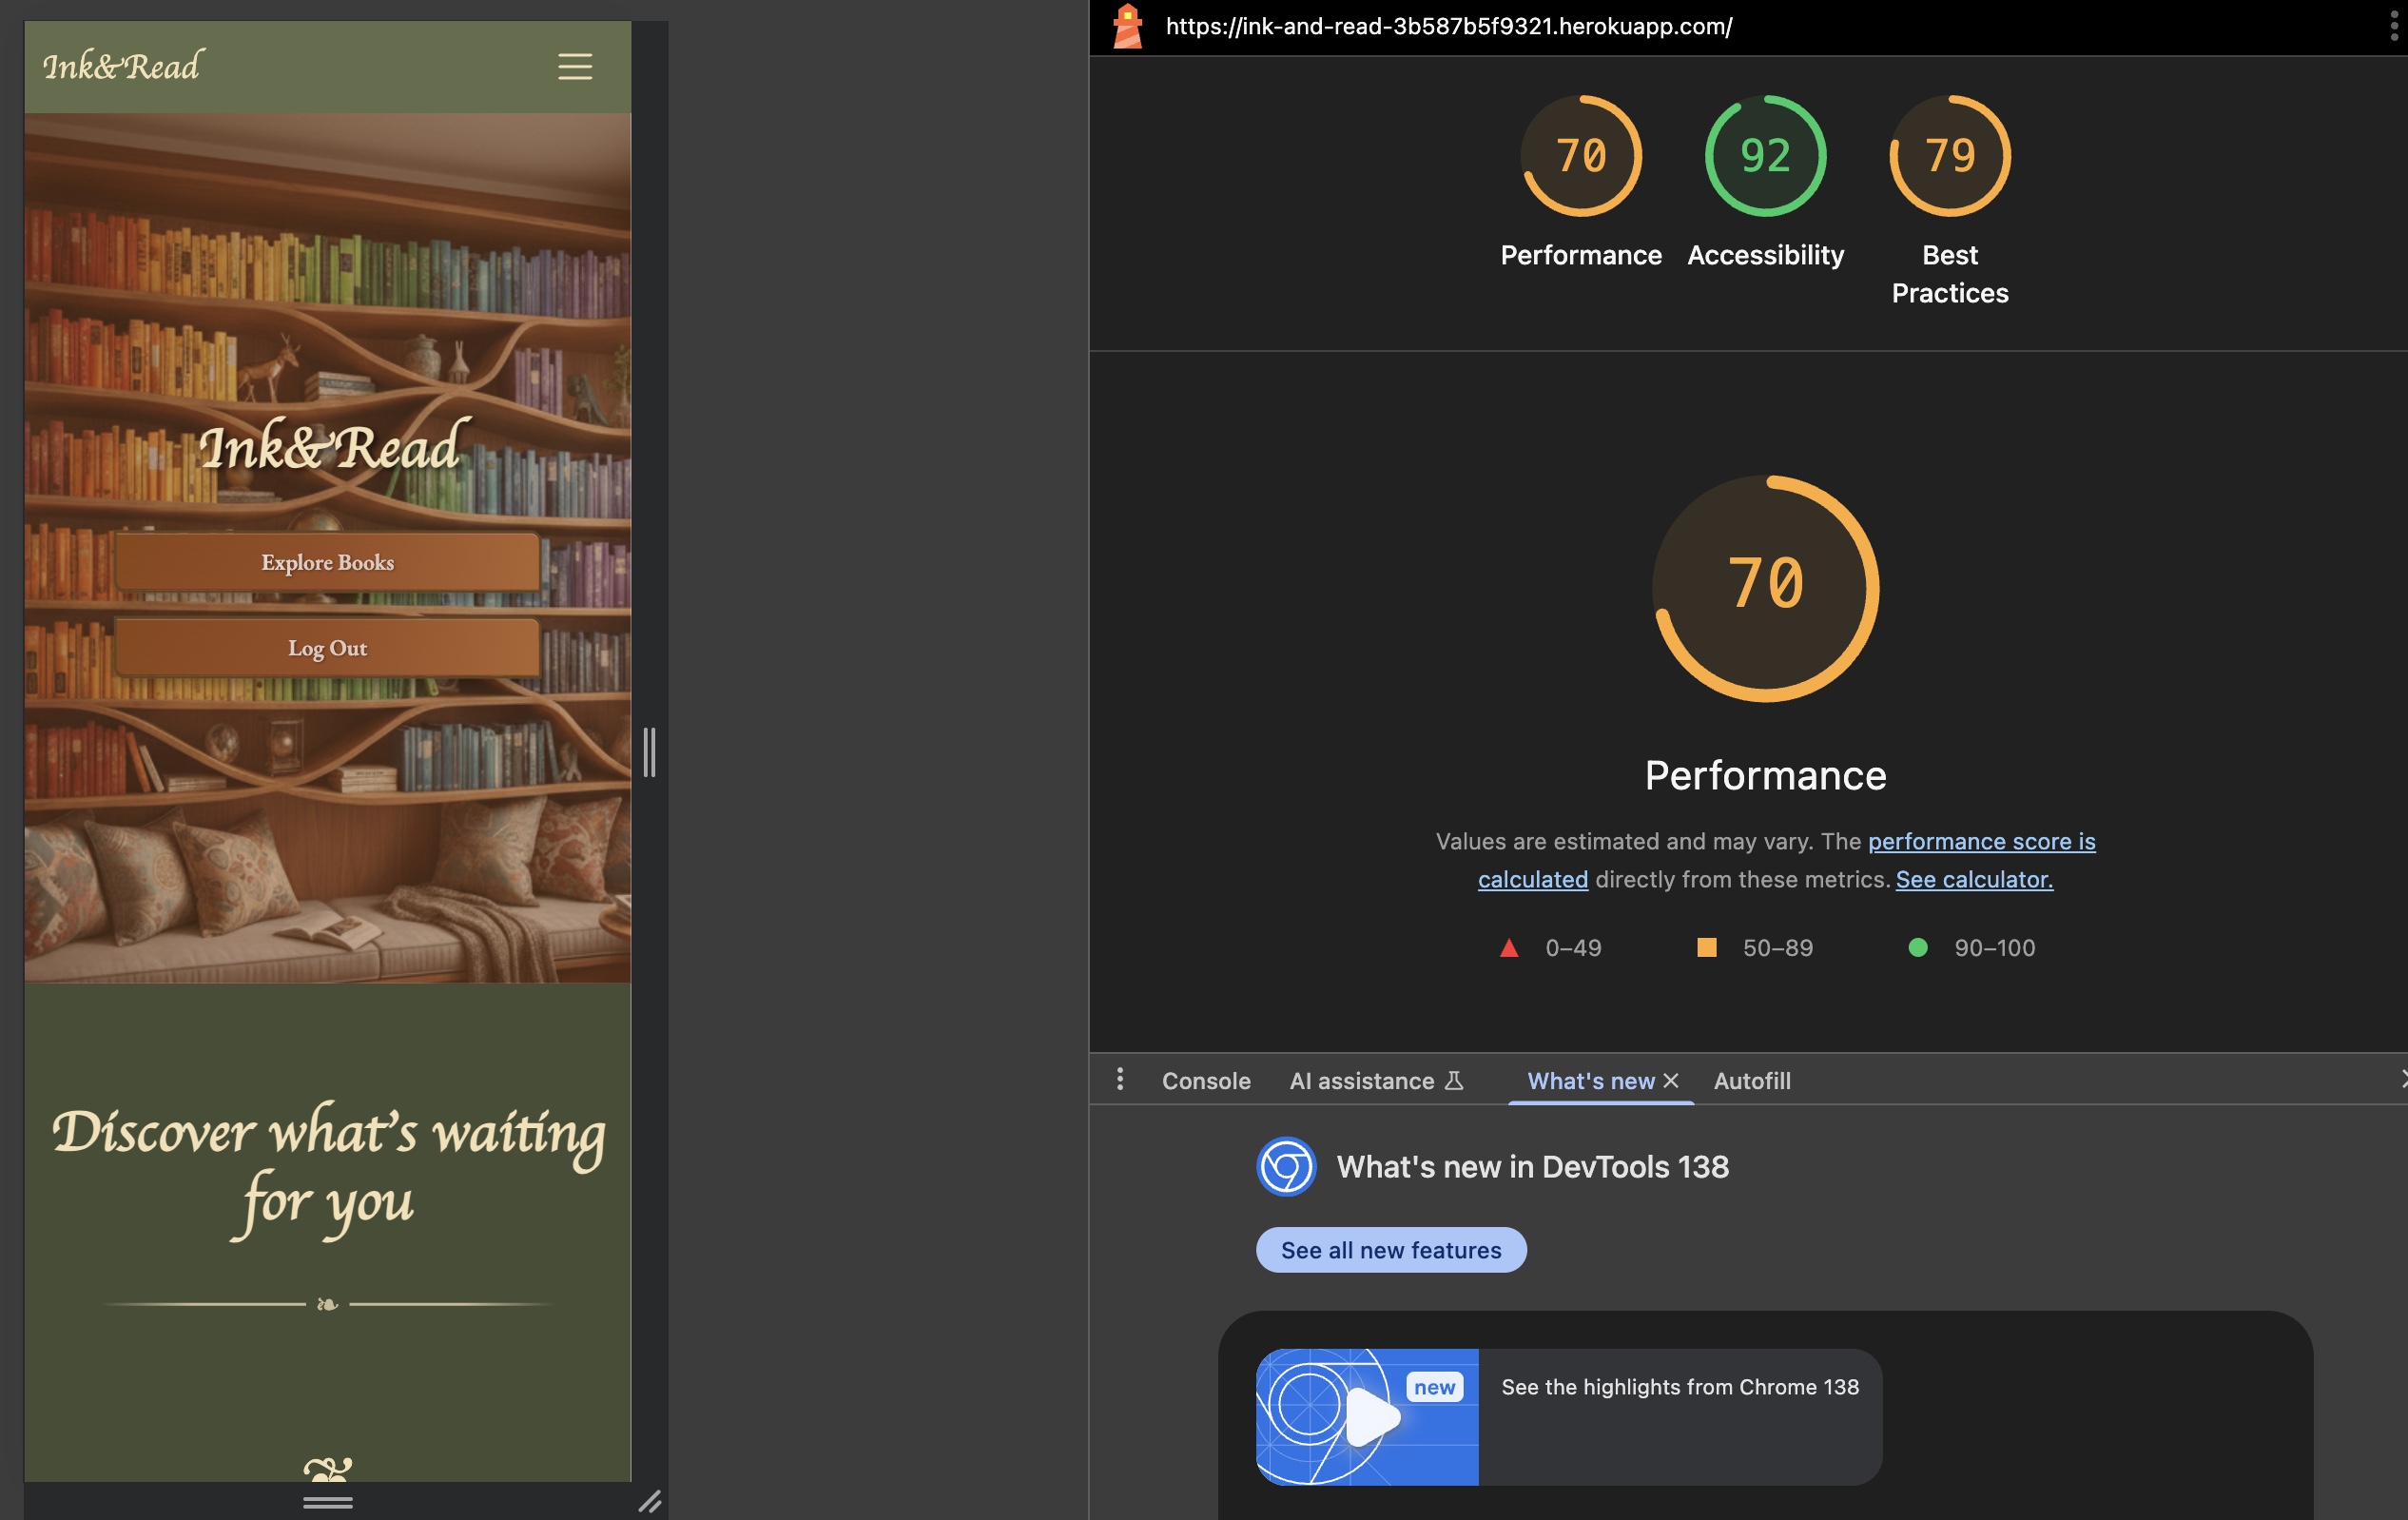 Ink&Read
Ink&Read
Explore Books
Log Out
Discover what's waiting
for you
https://ink-and-read-3b587b5f9321.herokuapp.com/
70
92
79
Performance
Accessibility
Best
Practices
70
Performance
Values are estimated and may vary. The performance score is
calculated directly from these metrics. See calculator.
0–49
50–89
90–100
Console
AI assistance
What's new
Autofill
What's new in DevTools 138
See all new features
new
See the highlights from Chrome 138